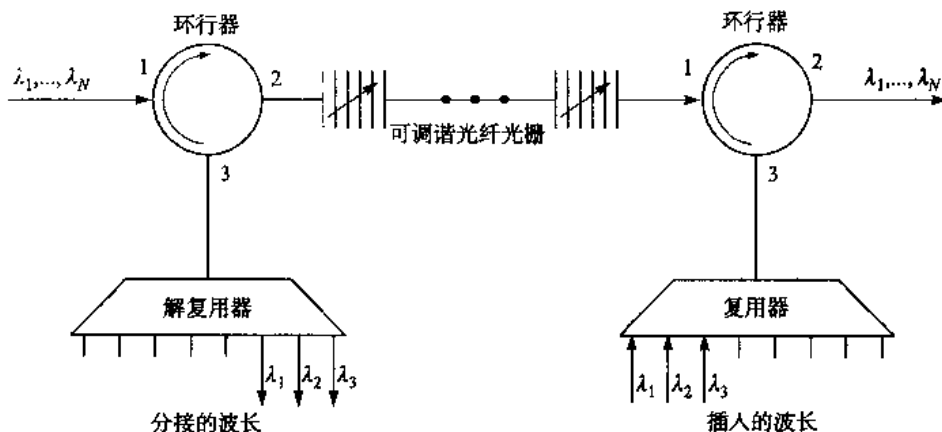 环行器
环行器
λ1,..., λN
1
2
1
2
λ1,..., λN
可调谐光纤光栅
3
3
解复用器
复用器
λ1 λ2 λ3
λ1 λ2 λ3
分接的波长
插人的波长